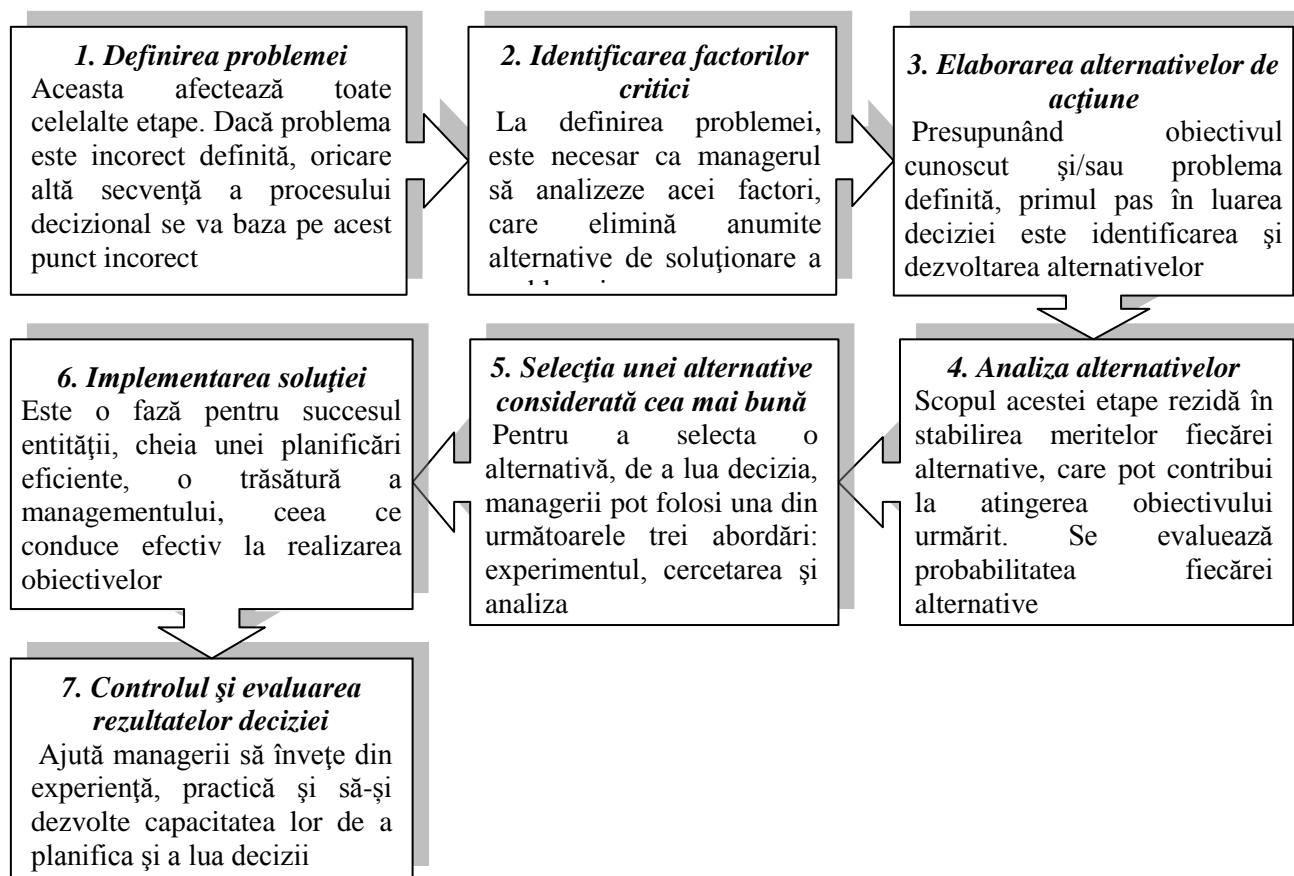 1. Definirea problemei
Aceasta afectează toate
celelalte etape. Dacă problema
este incorect definită, oricare
altă secvenţă a procesului
decizional se va baza pe acest
punct incorect
2. Identificarea factorilor
critici
La definirea problemei,
este necesar ca managerul
să analizeze acei factori,
care elimină anumite
alternative de soluţionare a
3. Elaborarea alternativelor de
acţiune
Presupunând obiectivul
cunoscut şi/sau problema
definită, primul pas în luarea
deciziei este identificarea şi
dezvoltarea alternativelor
4. Analiza alternativelor
Scopul acestei etape rezidă în
stabilirea meritelor fiecărei
alternative, care pot contribui
la atingerea obiectivului
urmărit. Se evaluează
probabilitatea fiecărei
alternative
5. Selecţia unei alternative
considerată cea mai bună
Pentru a selecta o
alternativă, de a lua decizia,
managerii pot folosi una din
următoarele trei abordări:
experimentul, cercetarea şi
analiza
6. Implementarea soluţiei
Este o fază pentru succesul
entităţii, cheia unei planificări
eficiente, o trăsătură a
managementului, ceea ce
conduce efectiv la realizarea
obiectivelor
7. Controlul şi evaluarea
rezultatelor deciziei
Ajută managerii să înveţe din
experienţă, practică şi să-și
dezvolte capacitatea lor de a
planifica şi a lua decizii